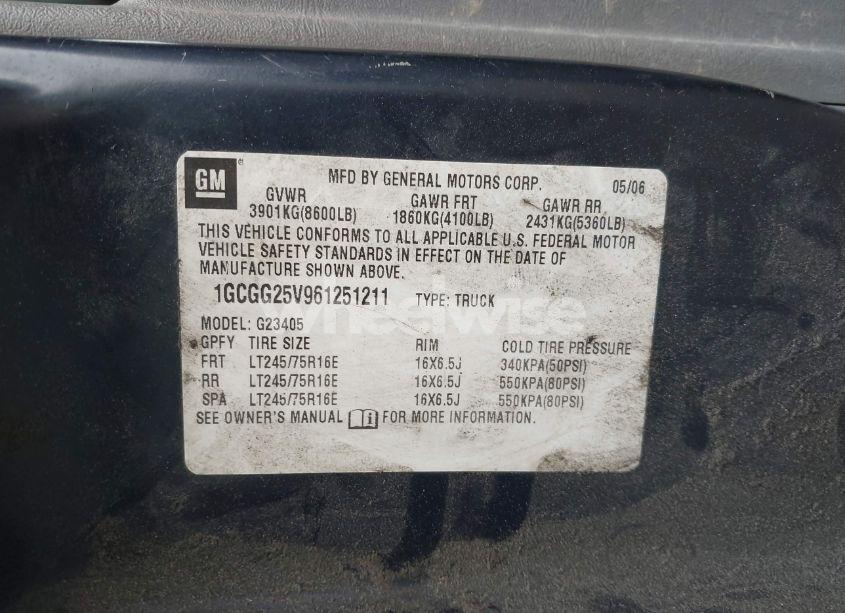 GM
MFD BY GENERAL MOTORS CORP. 05/06
GVWR GAWR FRT GAWR RR
3901KG(8600LB) 1860KG(4100LB) 2431KG(5360LB)
THIS VEHICLE CONFORMS TO ALL APPLICABLE U.S. FEDERAL MOTOR
VEHICLE SAFETY STANDARDS IN EFFECT ON THE DATE OF
MANUFACTURE SHOWN ABOVE.
1GCGG25V961251211 TYPE: TRUCK
wheelwise
MODEL: G23405
GPFY TIRE SIZE RIM COLD TIRE PRESSURE
FRT LT245/75R16E 16X6.5J 340KPA(50PSI)
RR LT245/75R16E 16X6.5J 550KPA(80PSI)
SPA LT245/75R16E 16X6.5J 550KPA(80PSI)
SEE OWNER'S MANUAL FOR MORE INFORMATION.